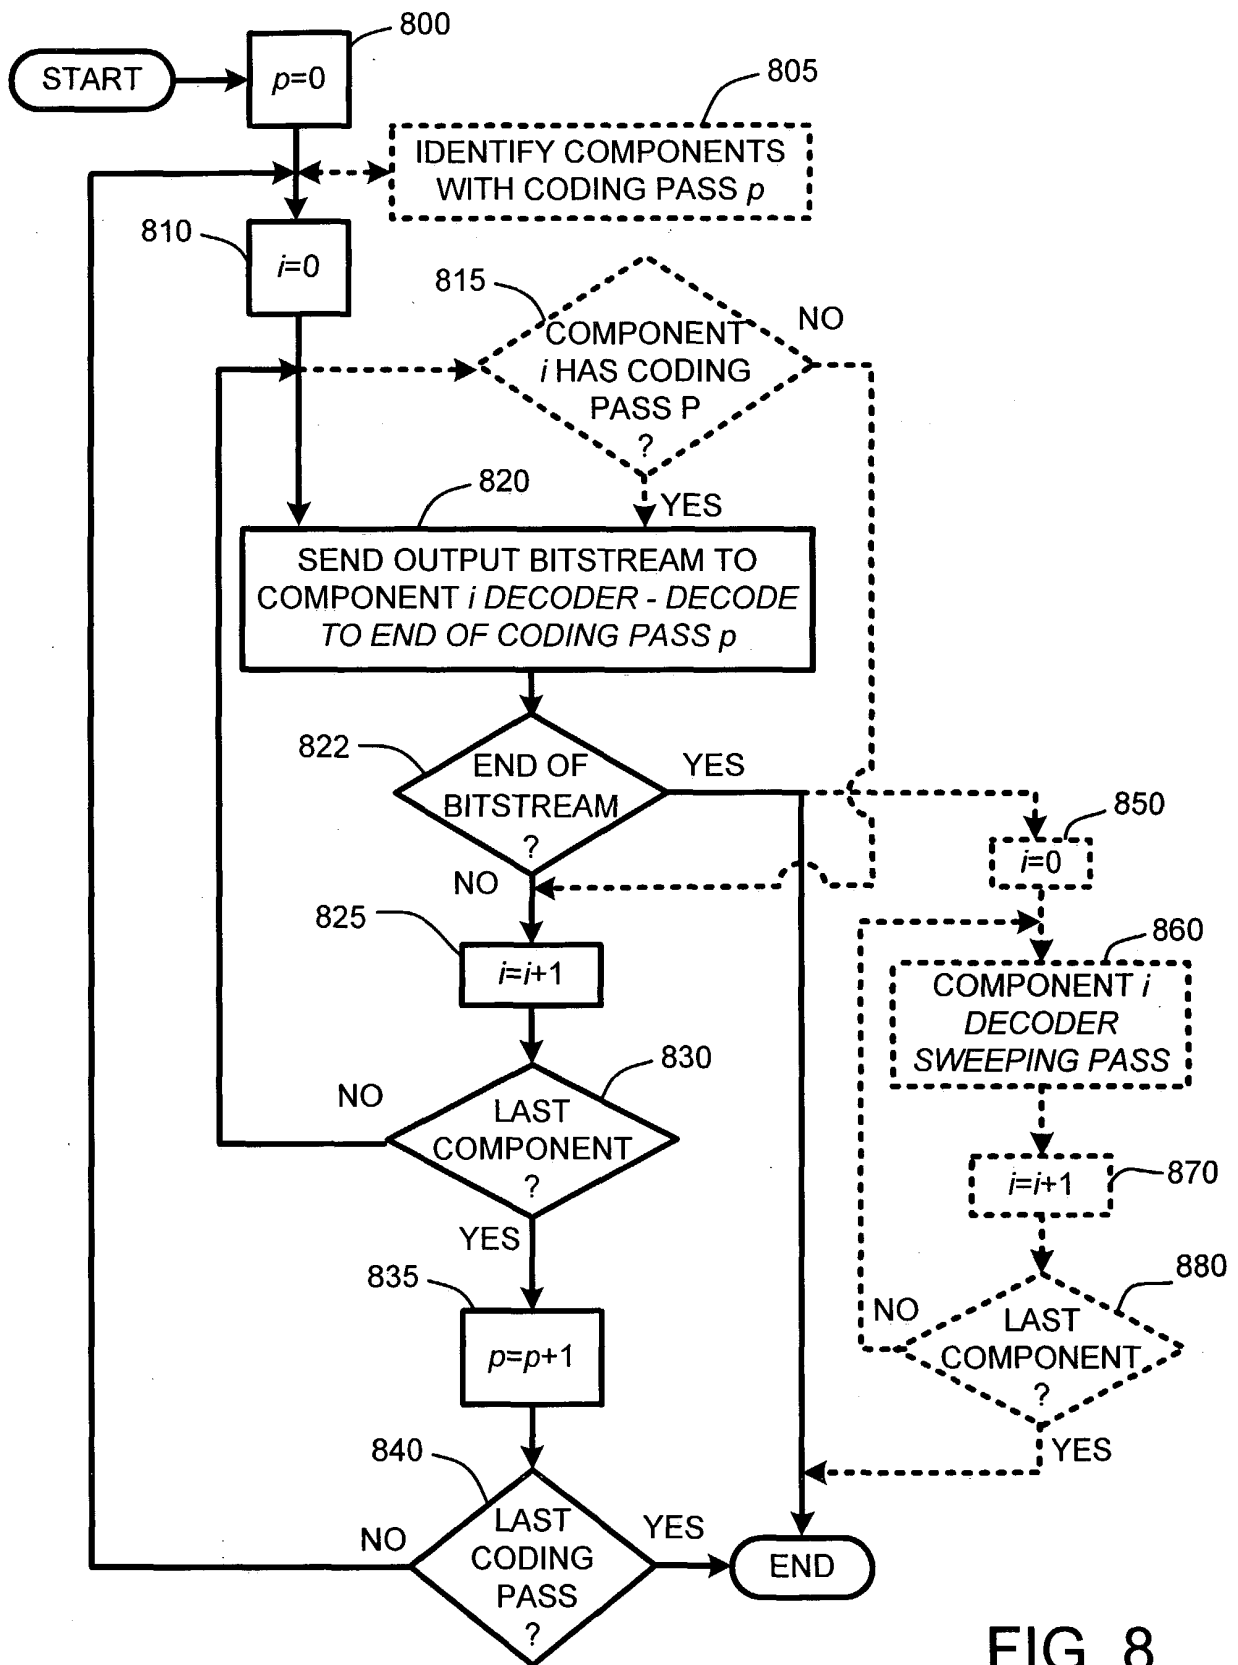 800
START
p=0
805
IDENTIFY COMPONENTS
WITH CODING PASS p
810
i=0
815
COMPONENT
i HAS CODING
PASS P
?
NO
YES
820
SEND OUTPUT BITSTREAM TO
COMPONENT i DECODER - DECODE
TO END OF CODING PASS p
822
END OF
BITSTREAM
?
YES
NO
850
i=0
825
i=i+1
860
COMPONENT i
DECODER
SWEEPING PASS
830
LAST
COMPONENT
?
NO
YES
870
i=i+1
880
LAST
COMPONENT
?
NO
YES
835
p=p+1
840
LAST
CODING
PASS
?
NO
YES
END
FIG. 8